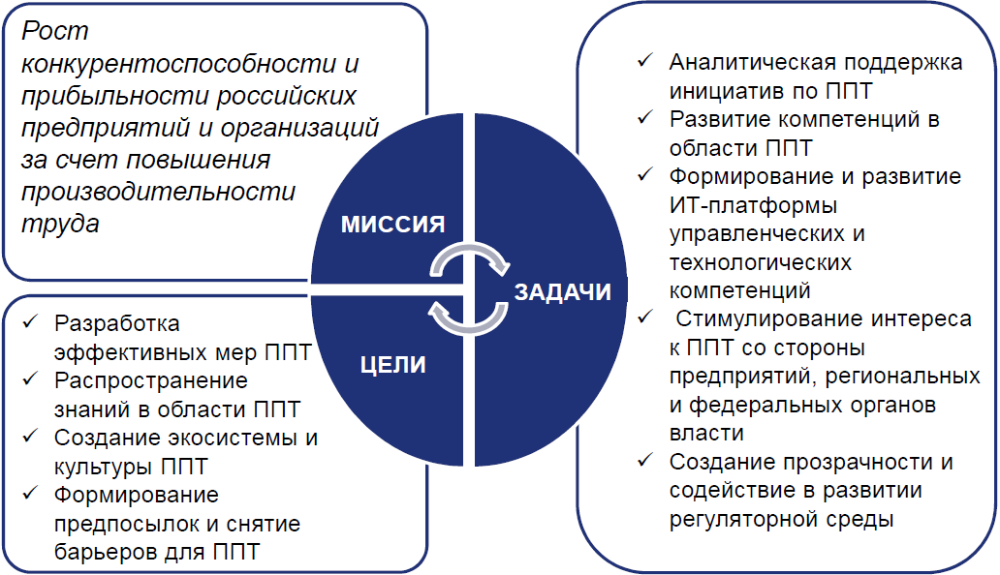 Рост
конкурентоспособности и
прибыльности российских
предприятий и организаций
за счет повышения
производительности
труда
МИССИЯ
ЦЕЛИ
✓ Разработка
эффективных мер ППТ
✓ Распространение
знаний в области ППТ
✓ Создание экосистемы и
культуры ППТ
✓ Формирование
предпосылок и снятие
барьеров для ППТ
ЗАДАЧИ
✓ Аналитическая поддержка
инициатив по ППТ
✓ Развитие компетенций в
области ППТ
✓ Формирование и развитие
ИТ-платформы
управленческих и
технологических
компетенций
✓ Стимулирование интереса
к ППТ со стороны
предприятий, региональных
и федеральных органов
власти
✓ Создание прозрачности и
содействие в развитии
регуляторной среды